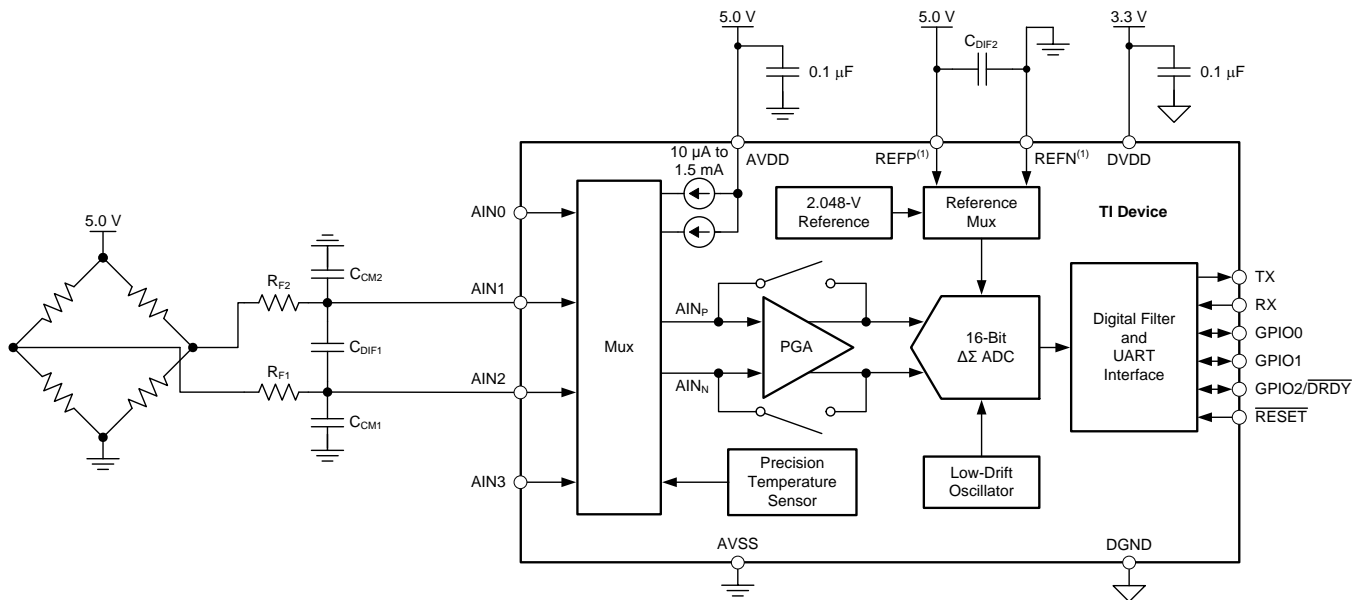 5.0 V
5.0 V
3.3 V
C_DIF2
0.1 μF
0.1 μF
10 μA to
1.5 mA
AVDD
REFP(1)
REFN(1)
DVDD
AIN0
2.048-V
Reference
Reference
Mux
TI Device
5.0 V
C_CM2
R_F2
AIN1
TX
RX
AIN_P
PGA
16-Bit
ΔΣ ADC
Digital Filter
and
UART
Interface
GPIO0
Mux
C_DIF1
GPIO1
R_F1
AIN2
AIN_N
GPIO2/DRDY
RESET
C_CM1
Precision
Temperature
Sensor
Low-Drift
Oscillator
AIN3
AVSS
DGND